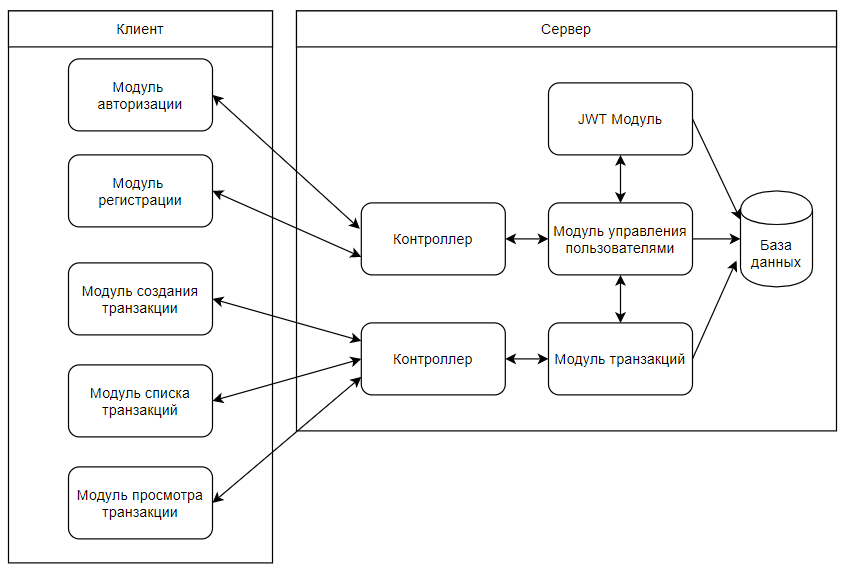 Клиент
Модуль
авторизации
Модуль
регистрации
Модуль создания
транзакции
Модуль списка
транзакций
Модуль просмотра
транзакции
Сервер
JWT Модуль
Контроллер
Модуль управления
пользователями
База
данных
Контроллер
Модуль транзакций